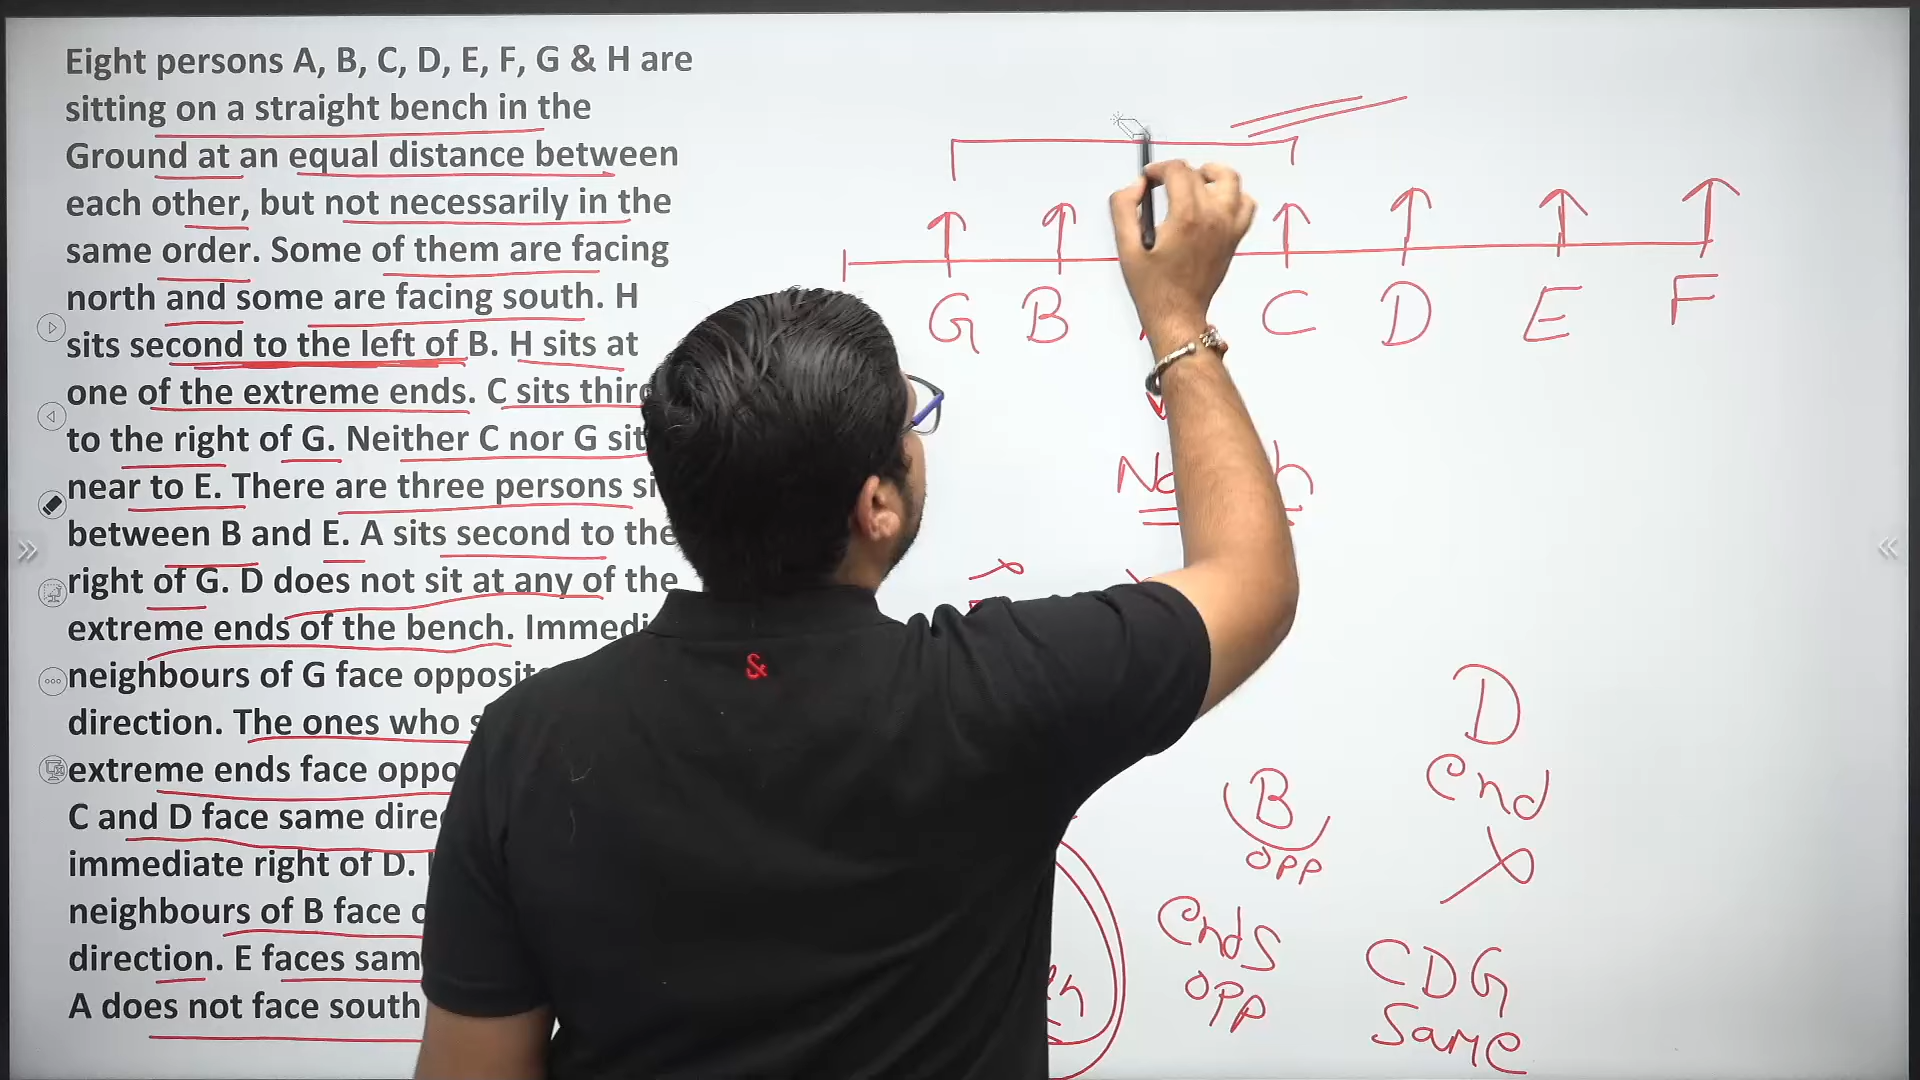 Eight persons A, B, C, D, E, F, G & H are
sitting on a straight bench in the
Ground at an equal distance between
each other, but not necessarily in the
same order. Some of them are facing
north and some are facing south. H
sits second to the left of B. H sits at
one of the extreme ends. C sits third
to the right of G. Neither C nor G sit
near to E. There are three persons si
between B and E. A sits second to the
right of G. D does not sit at any of the
extreme ends of the bench. Immedi
neighbours of G face opposit
direction. The ones who s
extreme ends face oppo
C and D face same dire
immediate right of D.
neighbours of B face o
direction. E faces sam
A does not face south
G B C D E F
&
D
end
B
opp
ends
opp
CDG
Same